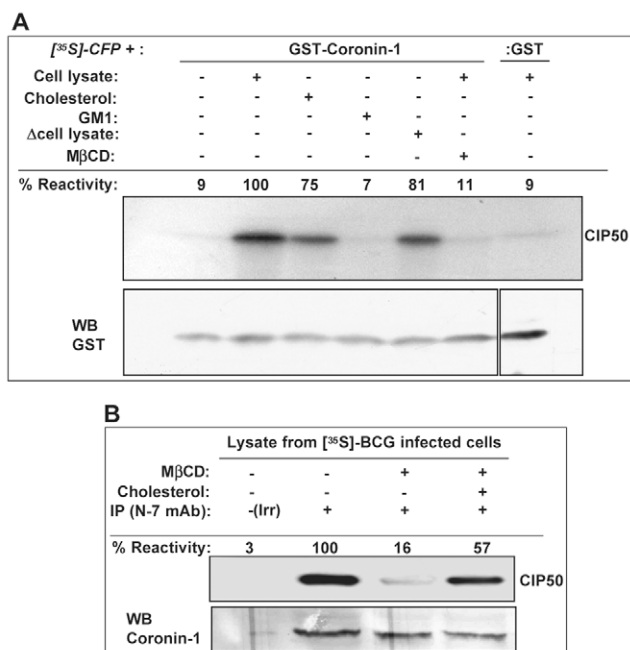 A
[³⁵S]-CFP + : GST-Coronin-1 :GST
Cell lysate: - + - - - + +
Cholesterol: - - + - - - -
GM1: - - - + - - -
Δcell lysate: - - - - + - -
MβCD: - - - - - + -
% Reactivity: 9 100 75 7 81 11 9
CIP50
WB
GST
B
Lysate from [³⁵S]-BCG infected cells
MβCD: - - + +
Cholesterol: - - - +
IP (N-7 mAb): -(Irr) + + +
% Reactivity: 3 100 16 57
CIP50
WB
Coronin-1